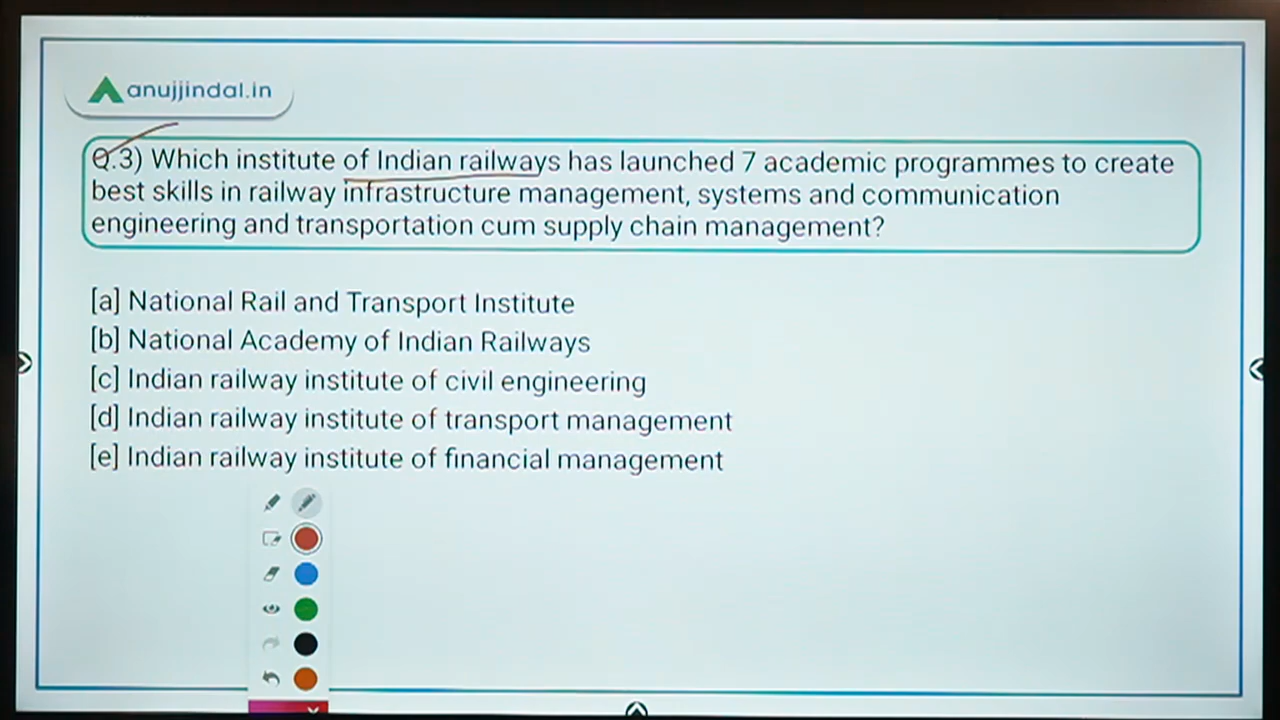 anujjindal.in
Q.3) Which institute of Indian railways has launched 7 academic programmes to create
best skills in railway infrastructure management, systems and communication
engineering and transportation cum supply chain management?
[a] National Rail and Transport Institute
[b] National Academy of Indian Railways
[c] Indian railway institute of civil engineering
[d] Indian railway institute of transport management
[e] Indian railway institute of financial management